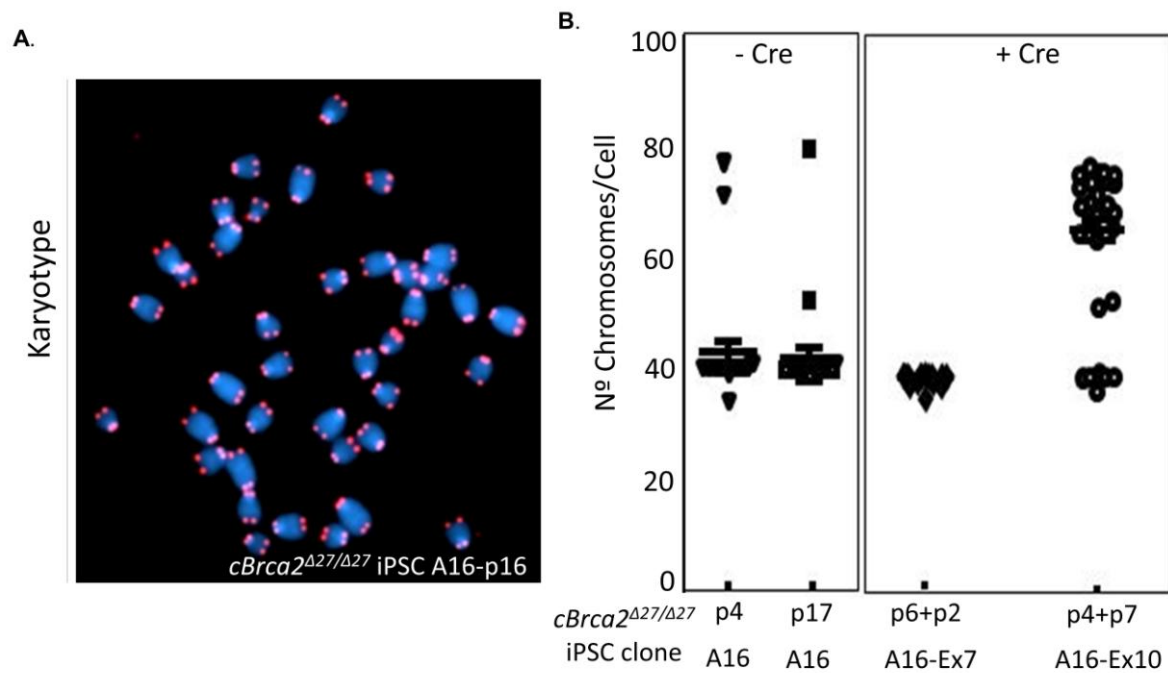 A.
B.
Karyotype
cBrca2Δ27/Δ27 iPSC A16-p16
Nº Chromosomes/Cell
100
80
60
40
20
0
- Cre
+ Cre
cBrca2Δ27/Δ27 p4 p17 p6+p2 p4+p7
iPSC clone A16 A16 A16-Ex7 A16-Ex10